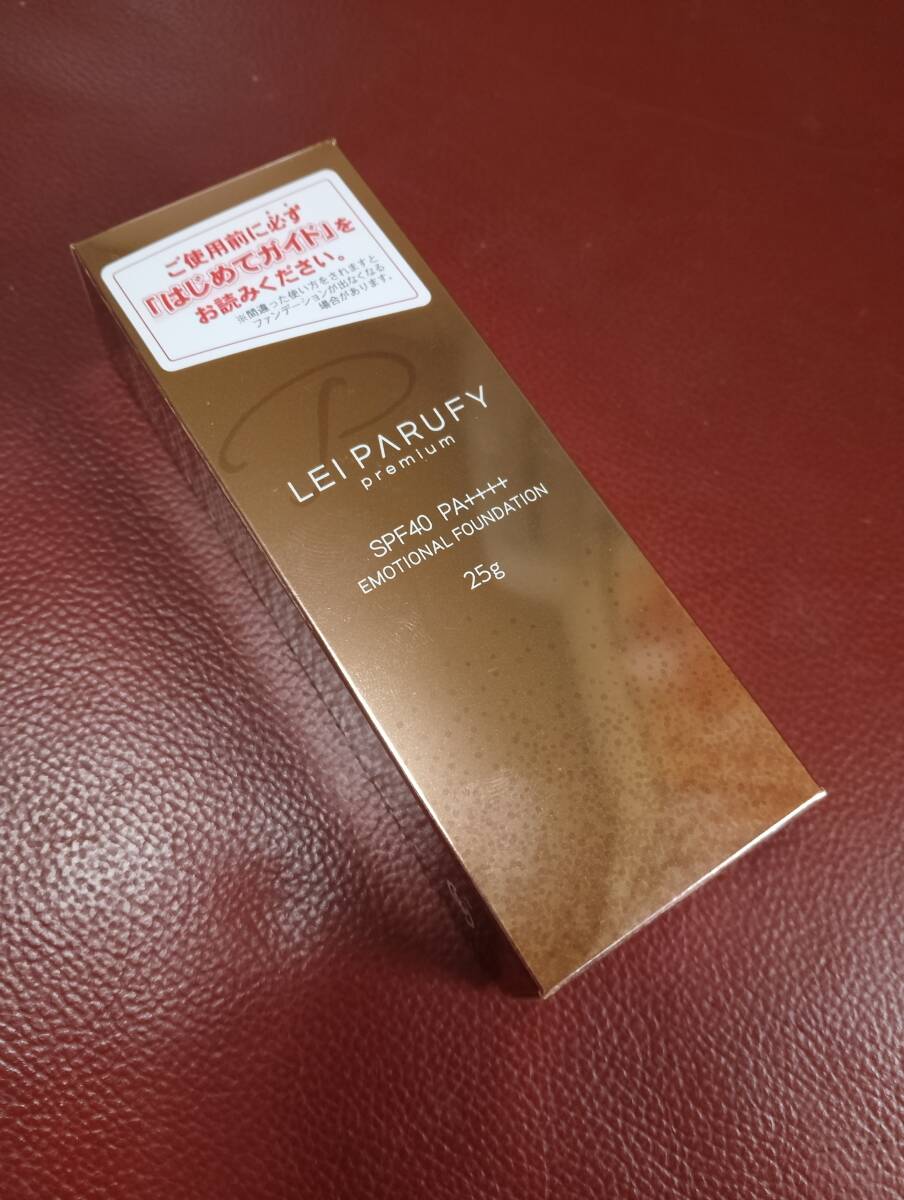 ご使用前に必ず
「はじめてガイド」を
お読みください。
※間違った使い方をされますと
ファンデーションが出なくなる
場合があります。
P
LEI PARUFY
premium
SPF40 PA++++
EMOTIONAL FOUNDATION
25g